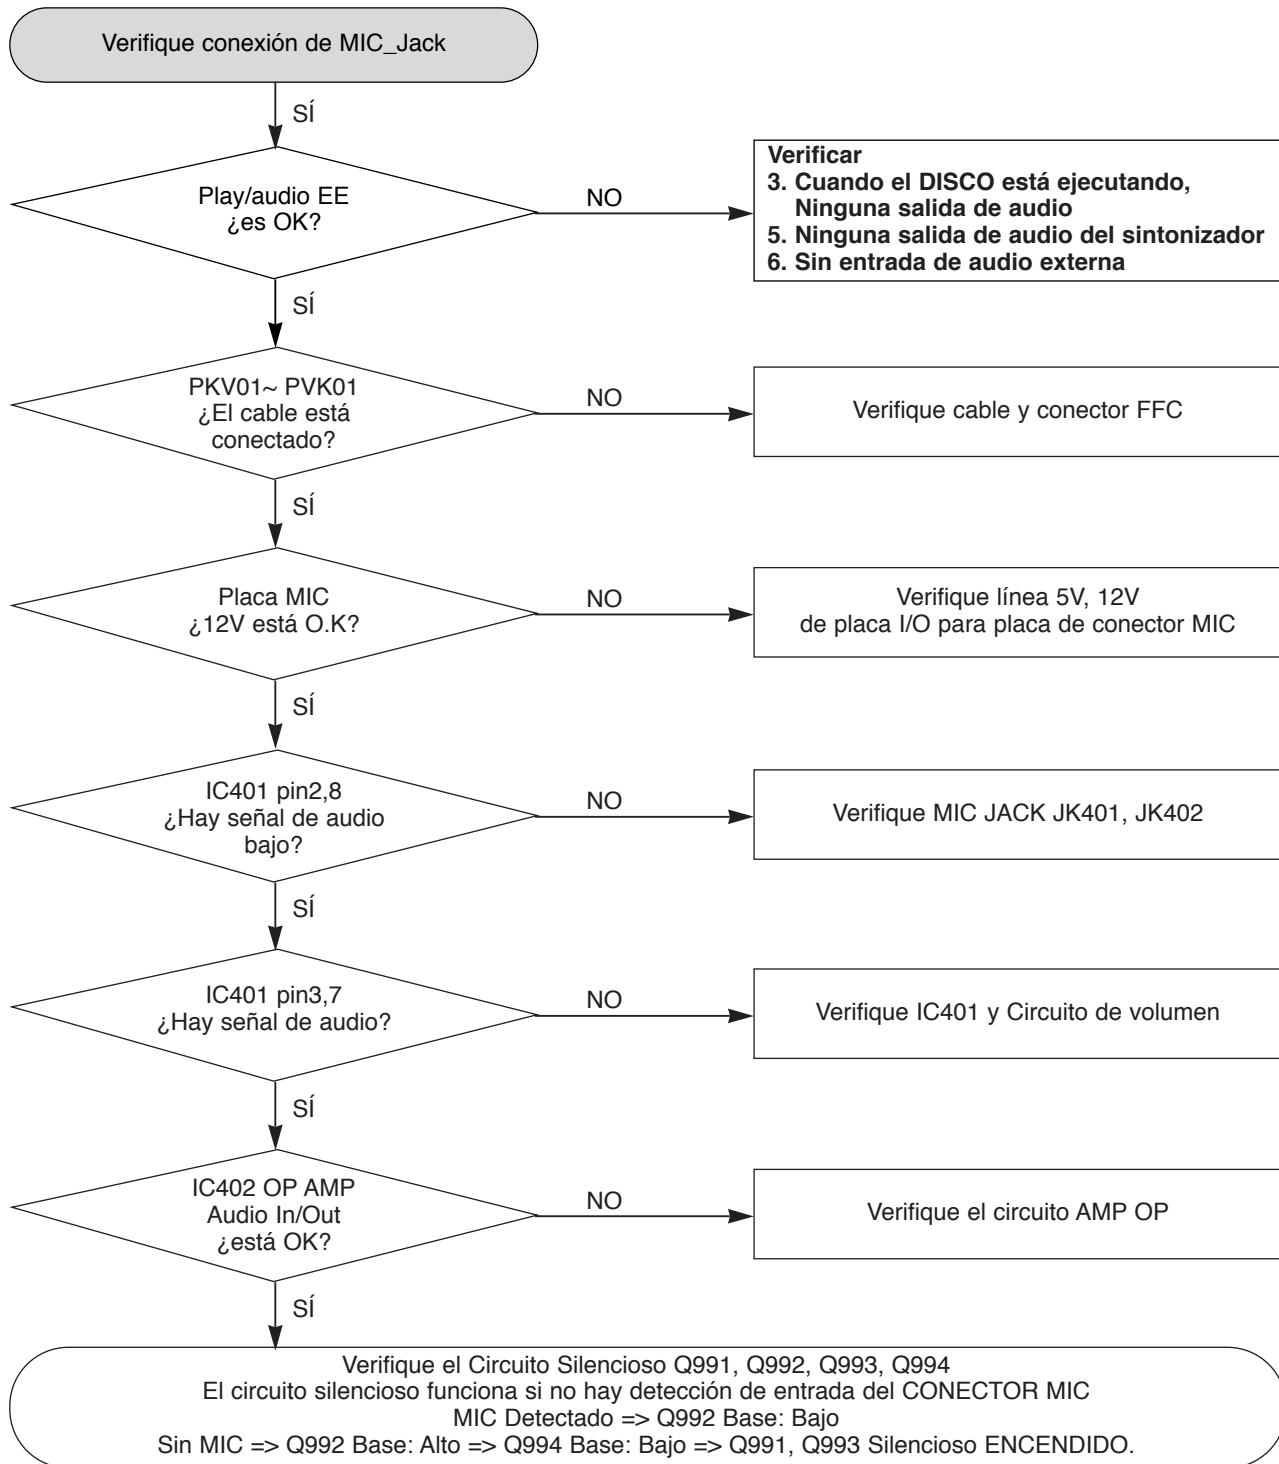 Verifique conexión de MIC_Jack
SÍ
Play/audio EE
¿es OK?
NO
Verificar
3. Cuando el DISCO está ejecutando,
Ninguna salida de audio
5. Ninguna salida de audio del sintonizador
6. Sin entrada de audio externa
SÍ
PKV01~ PVK01
¿El cable está
conectado?
NO
Verifique cable y conector FFC
SÍ
Placa MIC
¿12V está O.K?
NO
Verifique línea 5V, 12V
de placa I/O para placa de conector MIC
SÍ
IC401 pin2,8
¿Hay señal de audio
bajo?
NO
Verifique MIC JACK JK401, JK402
SÍ
IC401 pin3,7
¿Hay señal de audio?
NO
Verifique IC401 y Circuito de volumen
SÍ
IC402 OP AMP
Audio In/Out
¿está OK?
NO
Verifique el circuito AMP OP
SÍ
Verifique el Circuito Silencioso Q991, Q992, Q993, Q994
El circuito silencioso funciona si no hay detección de entrada del CONECTOR MIC
MIC Detectado => Q992 Base: Bajo
Sin MIC => Q992 Base: Alto => Q994 Base: Bajo => Q991, Q993 Silencioso ENCENDIDO.